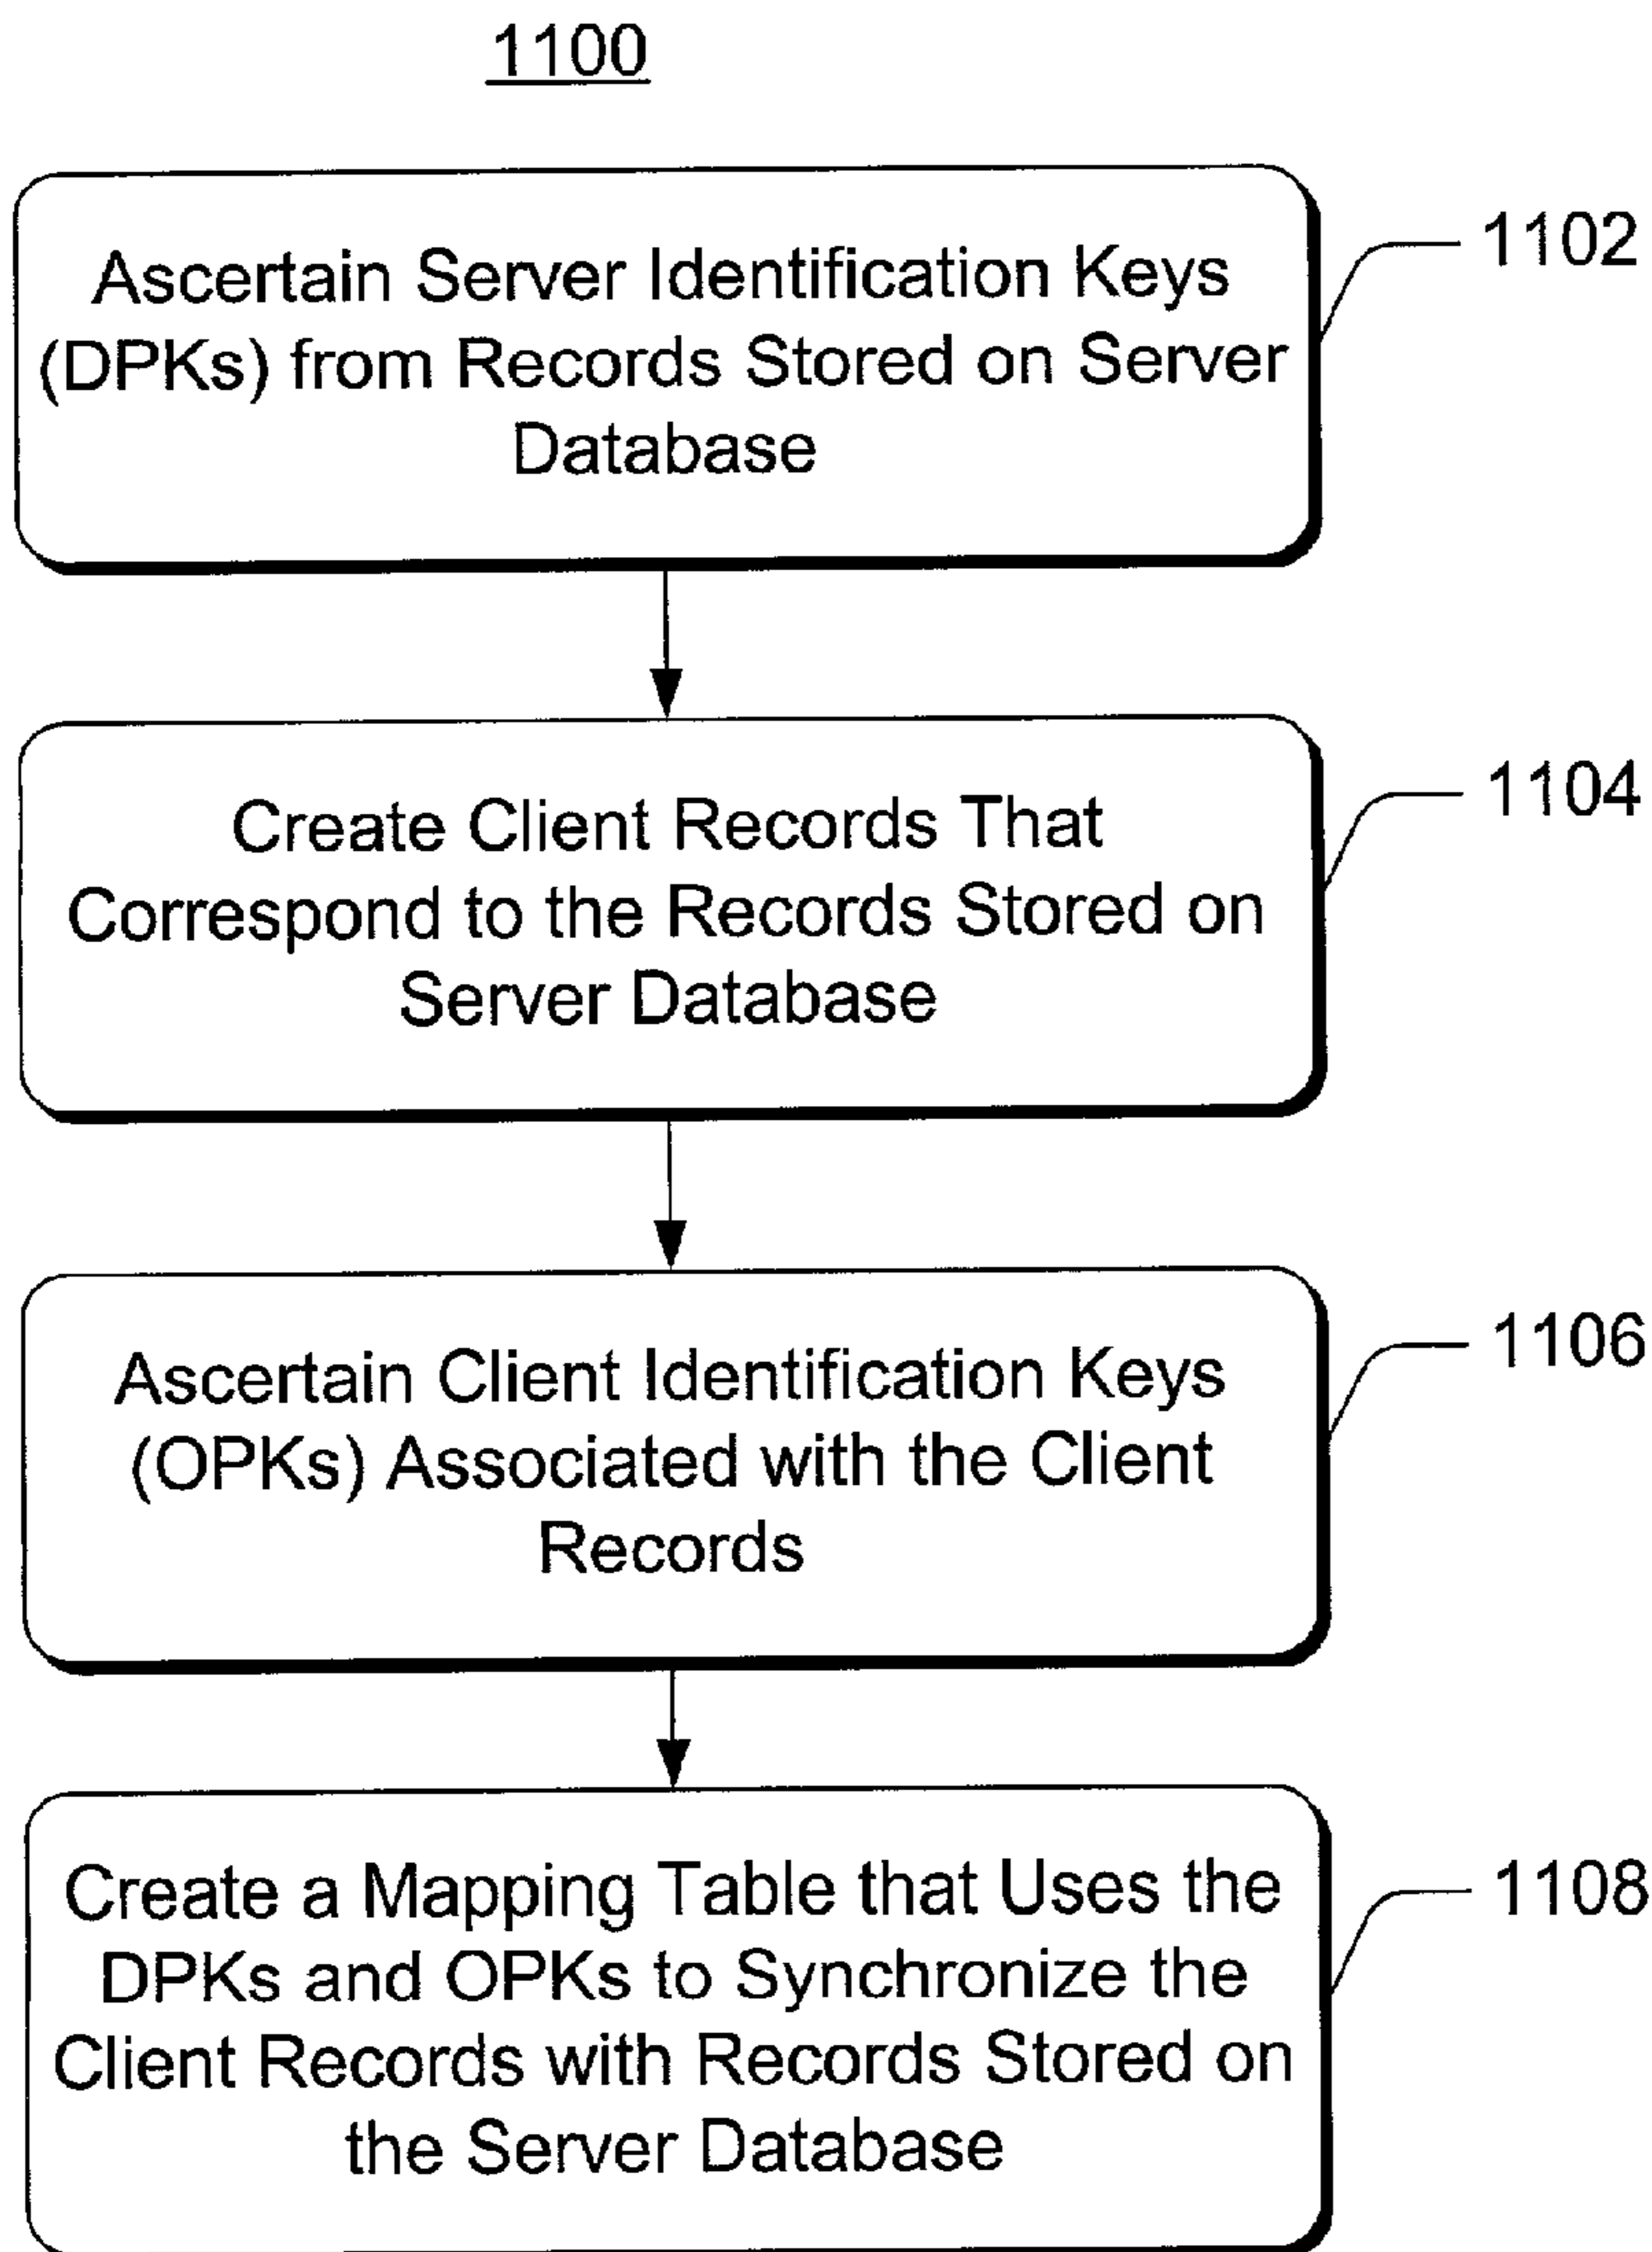 1100
Ascertain Server Identification Keys
(DPKs) from Records Stored on Server
Database
1102
Create Client Records That
Correspond to the Records Stored on
Server Database
1104
Ascertain Client Identification Keys
(OPKs) Associated with the Client
Records
1106
Create a Mapping Table that Uses the
DPKs and OPKs to Synchronize the
Client Records with Records Stored on
the Server Database
1108